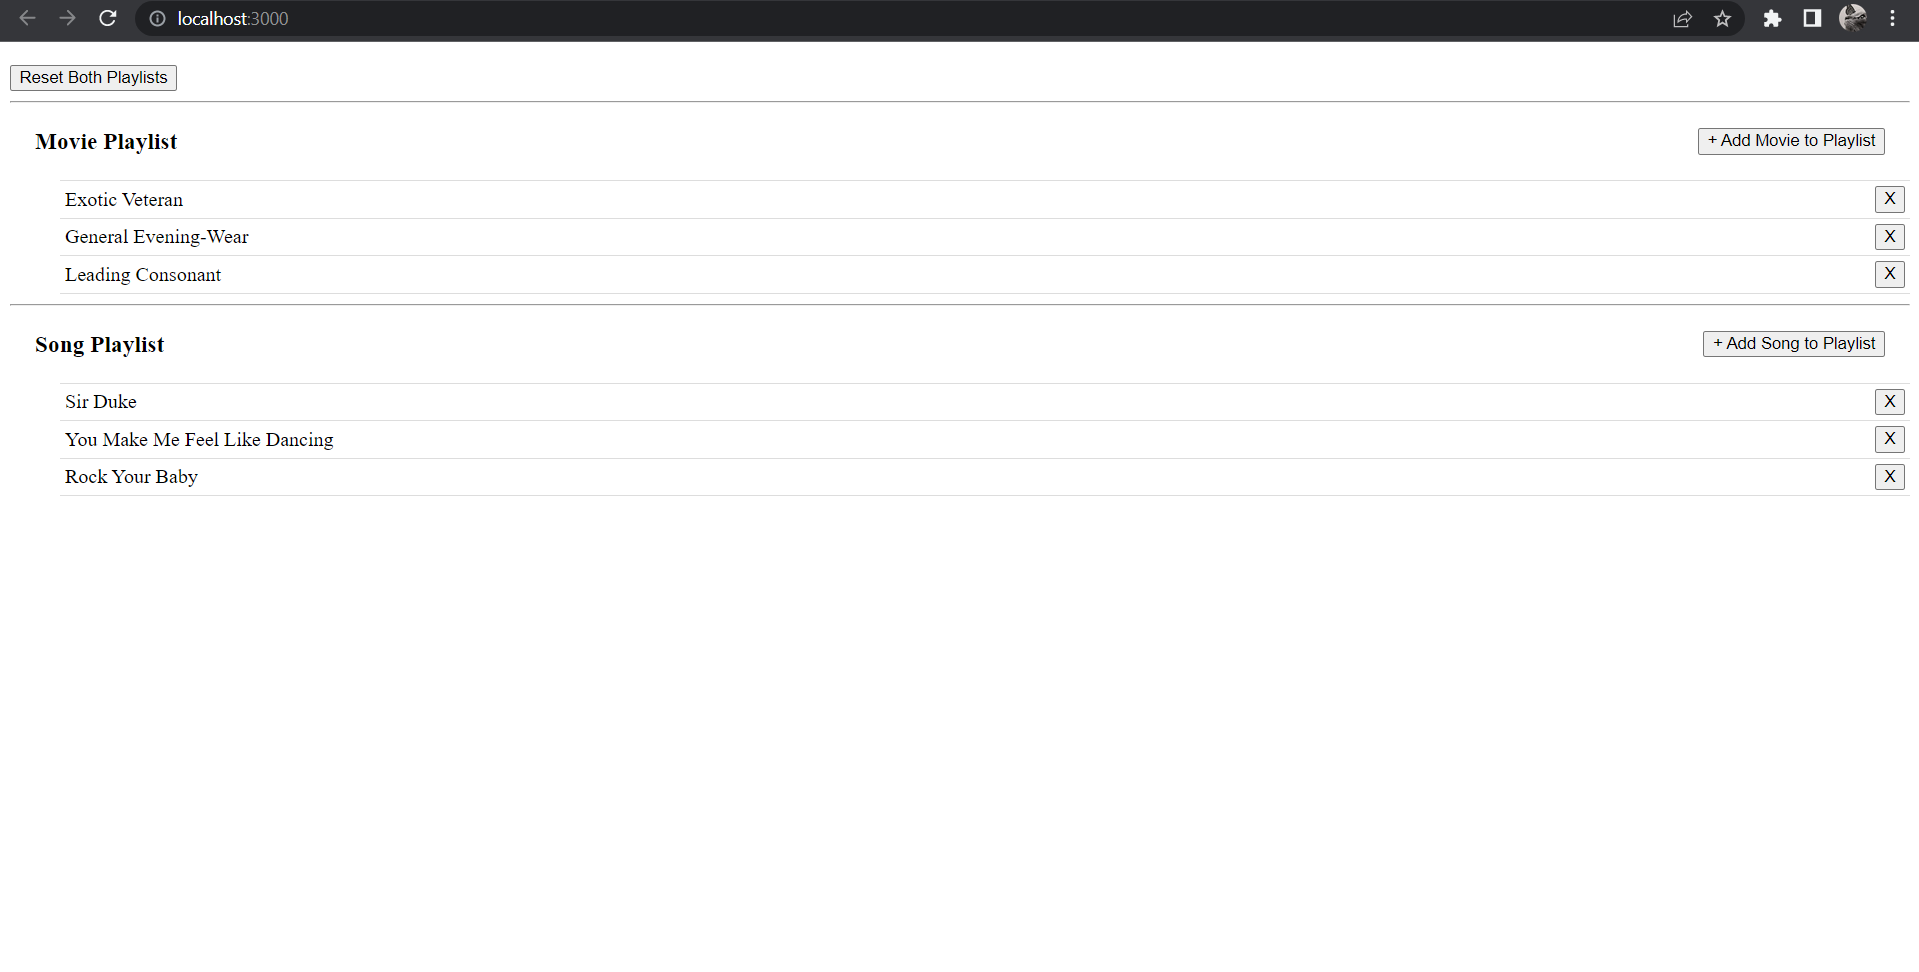 localhost:3000
Reset Both Playlists
Movie Playlist
+ Add Movie to Playlist
Exotic Veteran
X
General Evening-Wear
X
Leading Consonant
X
Song Playlist
+ Add Song to Playlist
Sir Duke
X
You Make Me Feel Like Dancing
X
Rock Your Baby
X